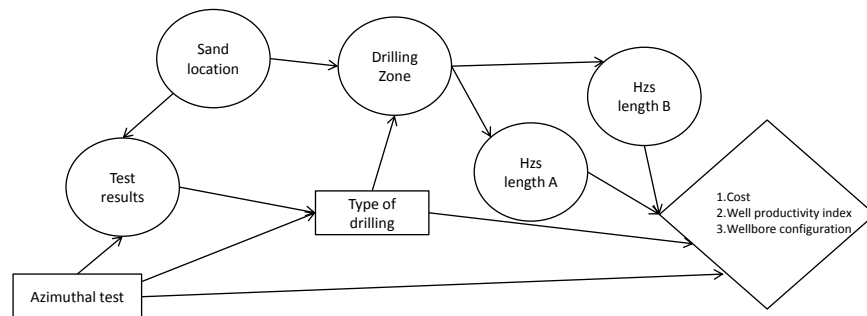 Sand
location
Drilling
Zone
Hzs
length B
Test
results
Hzs
length A
Type of
drilling
1.Cost
2.Well productivity index
3.Wellbore configuration
Azimuthal test